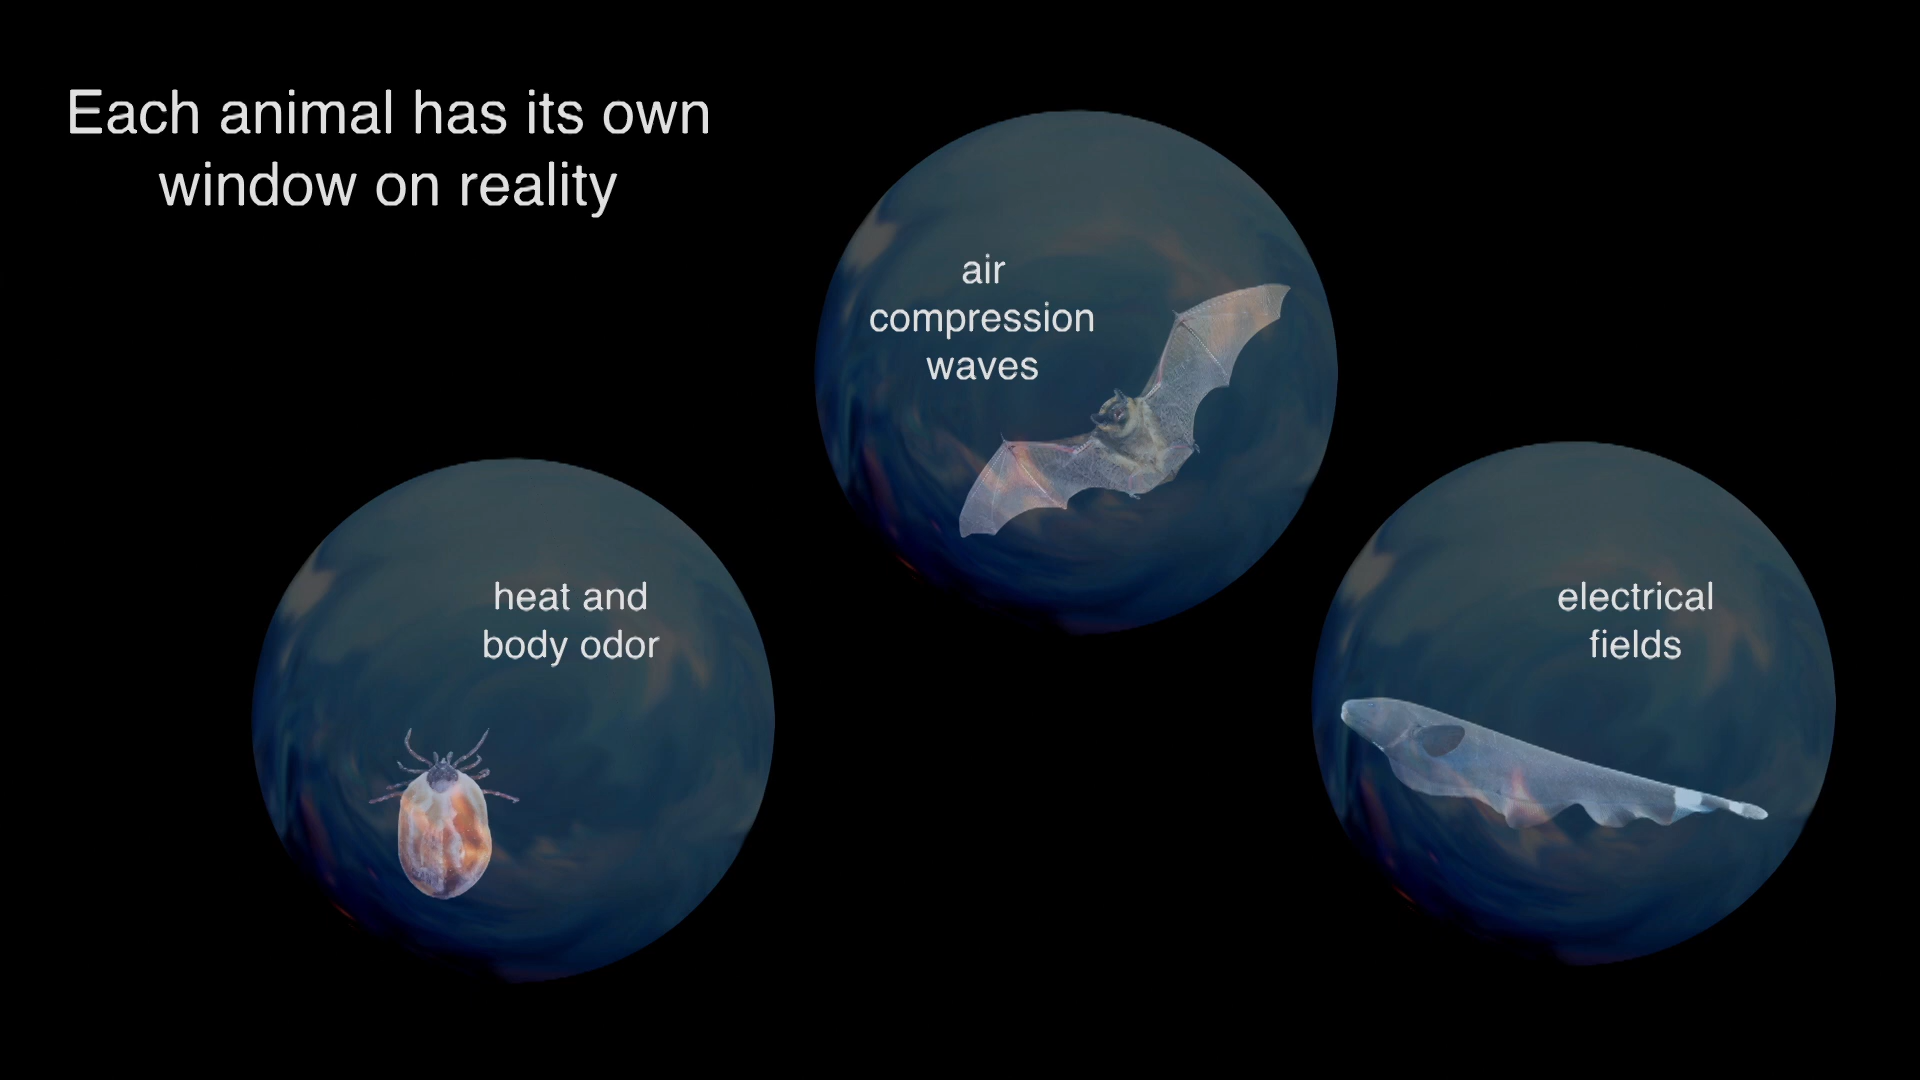 Each animal has its own
window on reality
air
compression
waves
heat and
body odor
electrical
fields